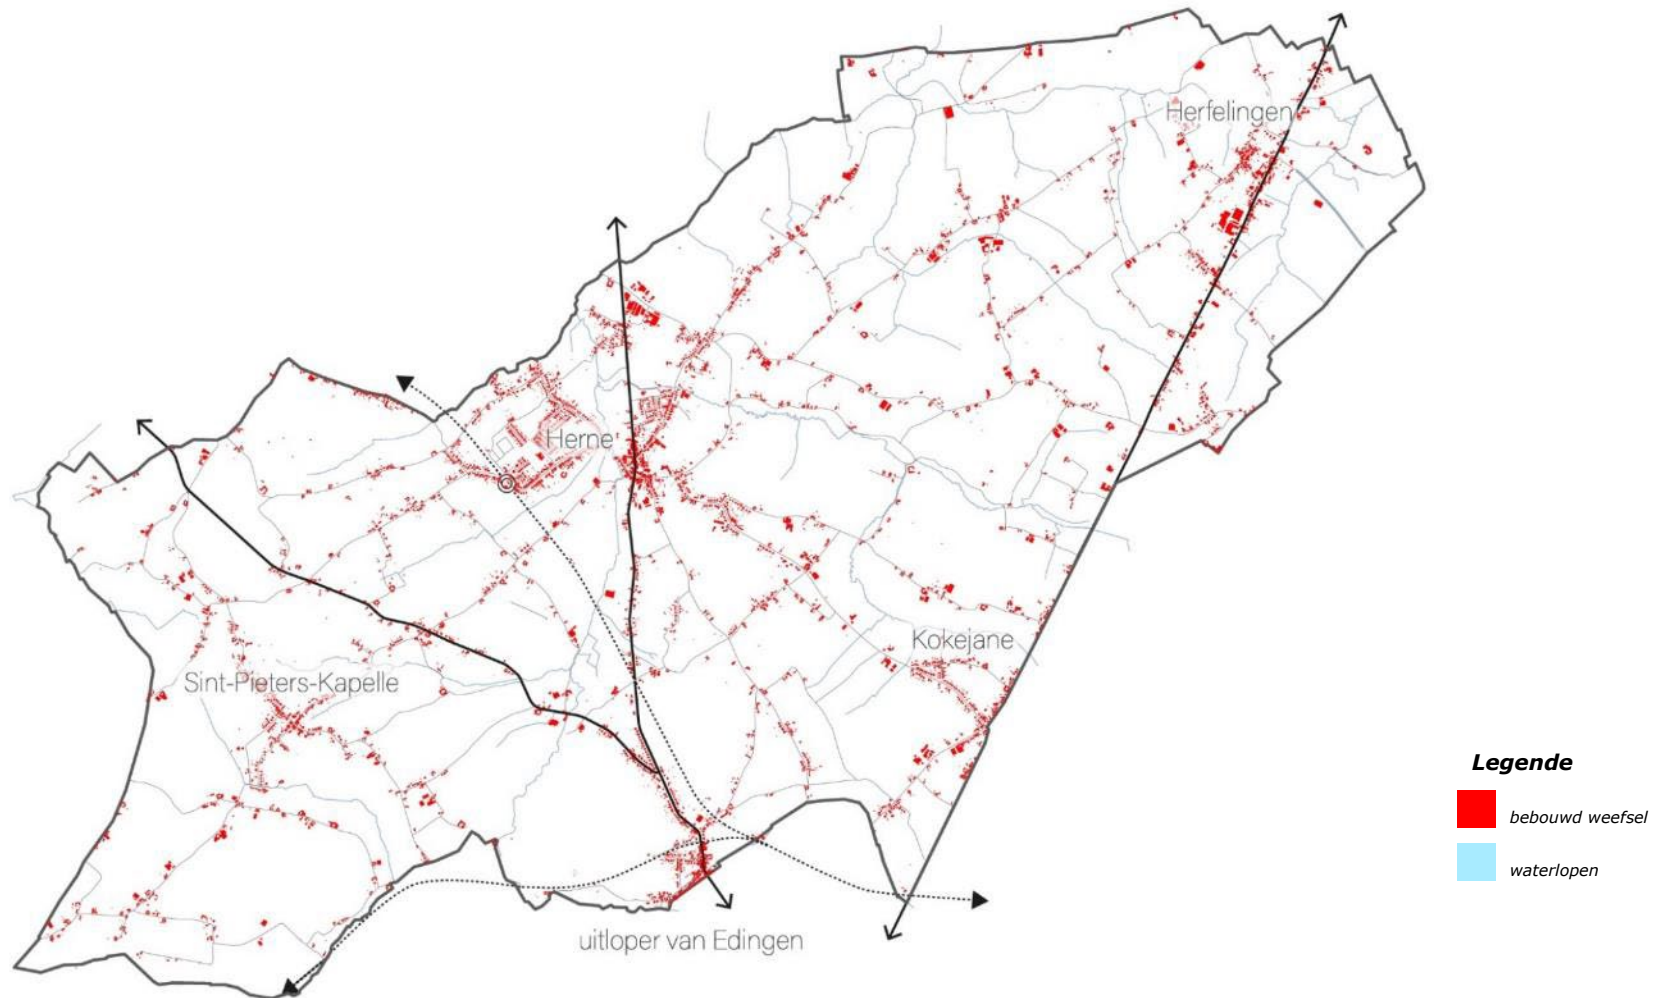 Herfelingen
Herne
Kokejane
Sint-Pieters-Kapelle
uitloper van Edingen
Legende
bebouwd weefsel
waterlopen